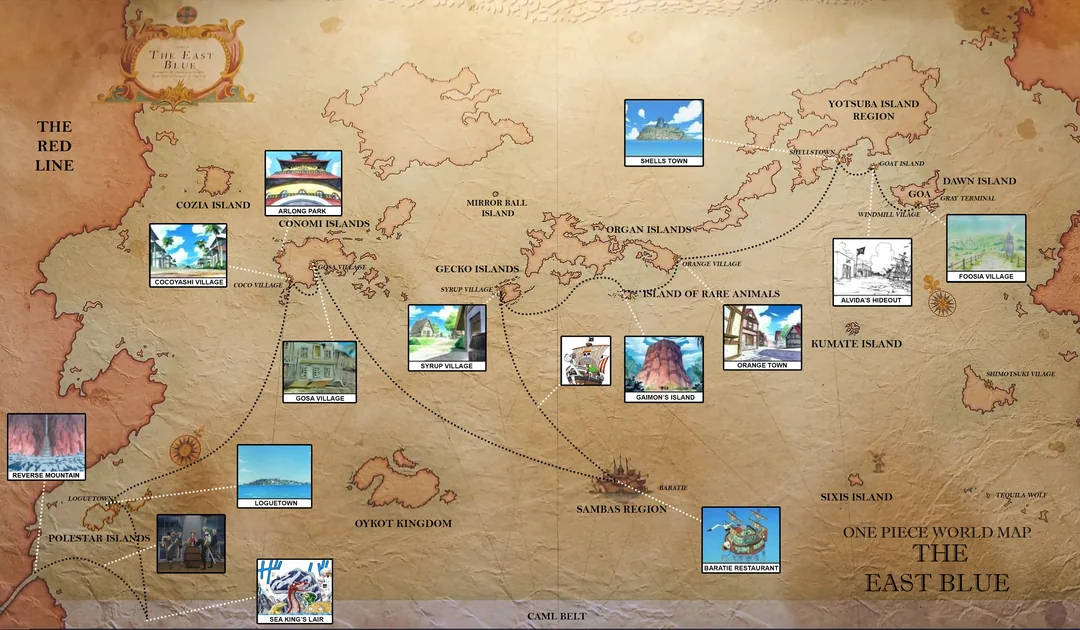 THE EAST
BLUE
THE
RED
LINE
YOTSUBA ISLAND
REGION
SHELLS TOWN
SHELLSTOWN
GOAT ISLAND
DAWN ISLAND
GOA
GRAY TERMINAL
WINDMILL VILAGE
FOOSIA VILLAGE
ALVIDA'S HIDEOUT
COZIA ISLAND
ARLONG PARK
CONOMI ISLANDS
COCOYASHI VILLAGE
GOSA VILLAGE
COCO VILLAGE
GOSA VILLAGE
MIRROR BALL
ISLAND
ORGAN ISLANDS
ORANGE VILLAGE
GECKO ISLANDS
SYRUP VILLAGE
SYRUP VILLAGE
ISLAND OF RARE ANIMALS
ORANGE TOWN
GAIMON'S ISLAND
KUMATE ISLAND
SHIMOTSUKI VILAGE
REVERSE MOUNTAIN
LOGUETOWN
LOGUETOWN
POLESTAR ISLANDS
OYKOT KINGDOM
BARATIE
SAMBAS REGION
BARATIE RESTAURANT
SIXIS ISLAND
TEQUILA WOLF
SEA KING'S LAIR
ONE PIECE WORLD MAP
THE
EAST BLUE
CAML BELT